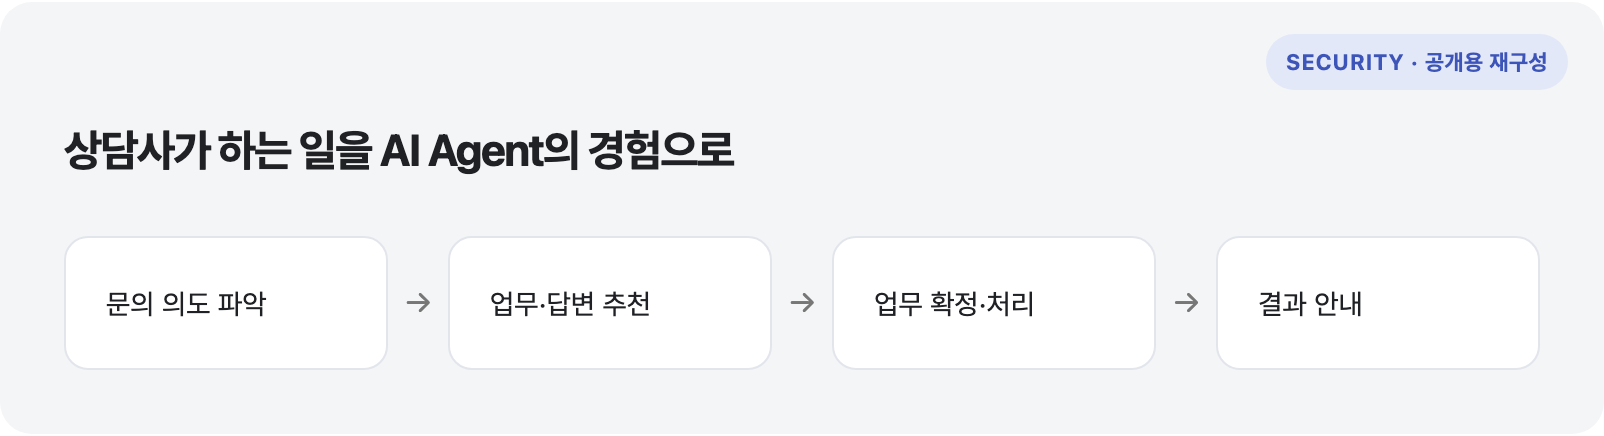 SECURITY · 공개용 재구성
상담사가 하는 일을 AI Agent의 경험으로
문의 의도 파악 → 업무·답변 추천 → 업무 확정·처리 → 결과 안내